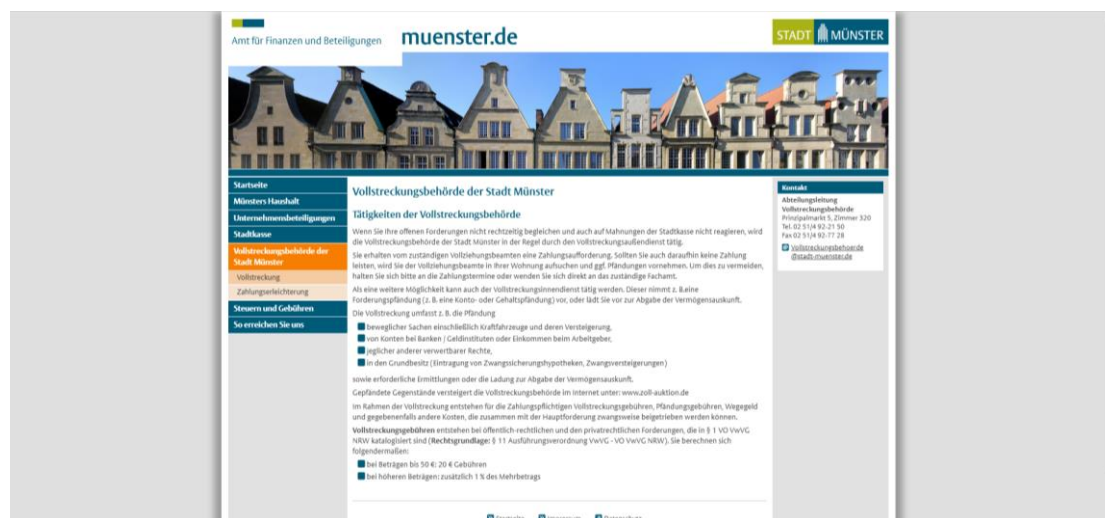 Amt für Finanzen und Beteiligungen
muenster.de
STADT MÜNSTER
Startseite
Münsters Haushalt
Unternehmensbeteiligungen
Stadtkasse
Vollstreckungsbehörde der
Stadt Münster
Vollstreckung
Zahlungserleichterung
Steuern und Gebühren
So erreichen Sie uns
Vollstreckungsbehörde der Stadt Münster
Tätigkeiten der Vollstreckungsbehörde
Wenn Sie Ihre offenen Forderungen nicht rechtzeitig begleichen und auch auf Mahnungen der Stadtkasse nicht reagieren, wird
die Vollstreckungsbehörde der Stadt Münster in der Regel durch den Vollstreckungsaußendienst tätig.
Sie erhalten vom zuständigen Vollziehungsbeamten eine Zahlungsaufforderung. Sollten Sie auch daraufhin keine Zahlung
leisten, wird Sie der Vollziehungsbeamte in Ihrer Wohnung aufsuchen und ggf. Pfändungen vornehmen. Um dies zu vermeiden,
halten Sie sich bitte an die Zahlungstermine oder wenden Sie sich direkt an das zuständige Fachamt.
Als eine weitere Möglichkeit kann auch der Vollstreckungsinnendienst tätig werden. Dieser nimmt z. B.eine
Forderungspfändung (z. B. eine Konto- oder Gehaltspfändung) vor, oder lädt Sie vor zur Abgabe der Vermögensauskunft.
Die Vollstreckung umfasst z. B. die Pfändung
beweglicher Sachen einschließlich Kraftfahrzeuge und deren Versteigerung,
von Konten bei Banken / Geldinstituten oder Einkommen beim Arbeitgeber,
jeglicher anderer verwertbarer Rechte,
in den Grundbesitz (Eintragung von Zwangssicherungshypotheken, Zwangsversteigerungen)
sowie erforderliche Ermittlungen oder die Ladung zur Abgabe der Vermögensauskunft.
Gepfändete Gegenstände versteigert die Vollstreckungsbehörde im Internet unter: www.zoll-auktion.de
Im Rahmen der Vollstreckung entstehen für die Zahlungspflichtigen Vollstreckungsgebühren, Pfändungsgebühren, Wegegeld
und gegebenenfalls andere Kosten, die zusammen mit der Hauptforderung zwangsweise beigetrieben werden können.
Vollstreckungsgebühren entstehen bei öffentlich-rechtlichen und den privatrechtlichen Forderungen, die in § 1 VO VwVG
NRW katalogisiert sind (Rechtsgrundlage: § 11 Ausführungsverordnung VwVG - VO VwVG NRW). Sie berechnen sich
folgendermaßen:
bei Beträgen bis 50 €: 20 € Gebühren
bei höheren Beträgen: zusätzlich 1 % des Mehrbetrags
Kontakt
Abteilungsleitung
Vollstreckungsbehörde
Prinzipalmarkt 5, Zimmer 320
Tel. 02 51/4 92-21 50
Fax 02 51/4 92-77 28
Vollstreckungsbehoerde
@stadt-muenster.de